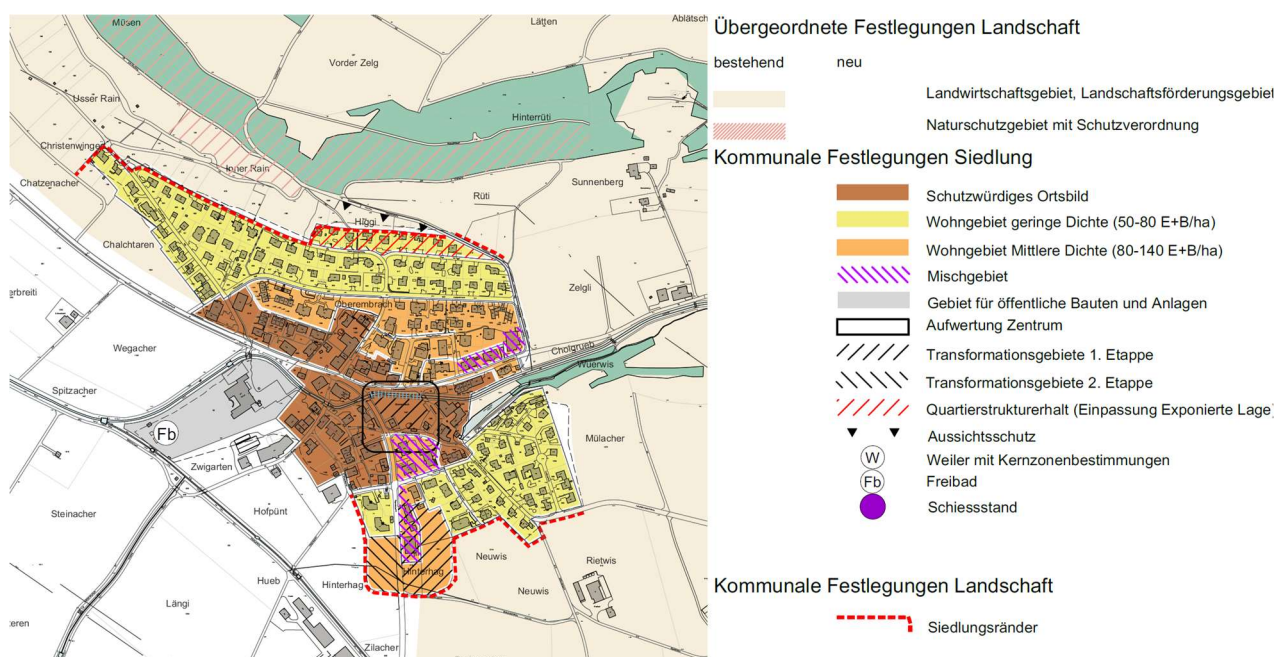 Müsen
Lätten
Ablätsch
Vorder Zelg
Usser Rain
Hinterrüti
Christenwingert
Inner Rain
Chatzenacher
Sunnenberg
Rüti
Higgi
Chalchtaren
Zelgli
erbreiti
Oberembrach
Wegacher
Cholgrueb
Wuerwis
Spitzacher
Fb
Mülacher
Zwigarten
Steinacher
Hofpünt
Neuwis
Rietwis
Hueb
Hinterhag
Hinterhag
Neuwis
Längi
teren
Zilacher
Übergeordnete Festlegungen Landschaft
bestehend neu
Landwirtschaftsgebiet, Landschaftsförderungsgebiet
Naturschutzgebiet mit Schutzverordnung
Kommunale Festlegungen Siedlung
Schutzwürdiges Ortsbild
Wohngebiet geringe Dichte (50-80 E+B/ha)
Wohngebiet Mittlere Dichte (80-140 E+B/ha)
Mischgebiet
Gebiet für öffentliche Bauten und Anlagen
Aufwertung Zentrum
Transformationsgebiete 1. Etappe
Transformationsgebiete 2. Etappe
Quartierstrukturerhalt (Einpassung Exponierte Lage)
Aussichtsschutz
W Weiler mit Kernzonenbestimmungen
Fb Freibad
Schiessstand
Kommunale Festlegungen Landschaft
Siedlungsränder